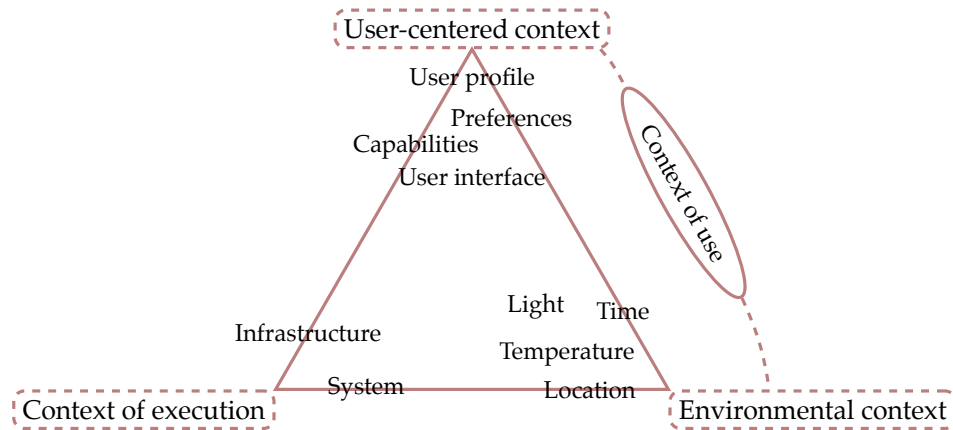 User-centered context
User profile
Preferences
Capabilities
User interface
Context of use
Light
Time
Infrastructure
Temperature
System
Location
Context of execution
Environmental context